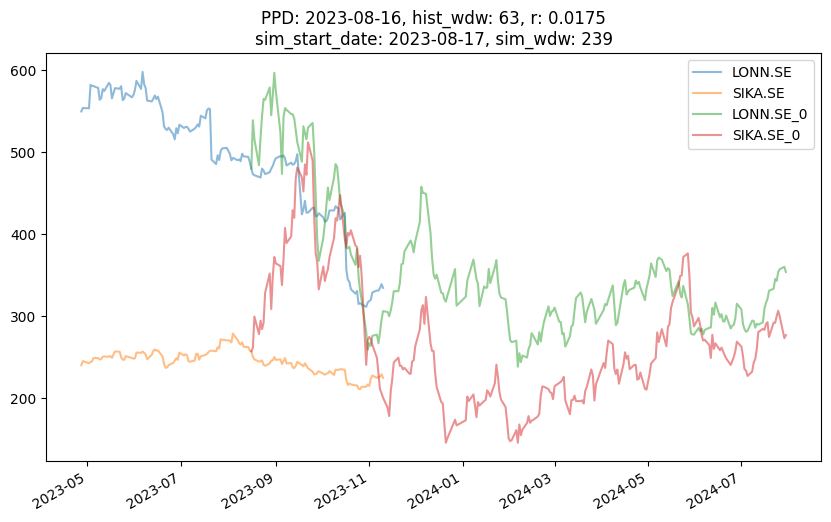 PPD: 2023-08-16, hist_wdw: 63, r: 0.0175
sim_start_date: 2023-08-17, sim_wdw: 239
LONN.SE
SIKA.SE
LONN.SE_0
SIKA.SE_0
600
500
400
300
200
2023-05
2023-07
2023-09
2023-11
2024-01
2024-03
2024-05
2024-07